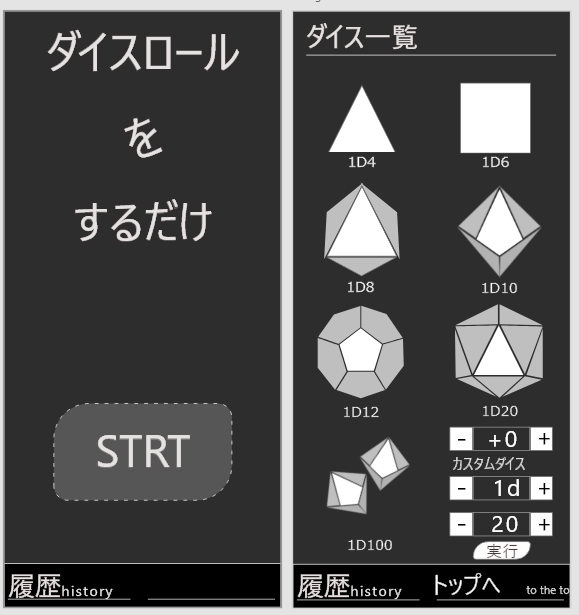 ダイスロール
を
するだけ
STRT
履歴history
ダイス一覧
1D4
1D6
1D8
1D10
1D12
1D20
1D100
- +0 +
カスタムダイス
- 1d +
- 20 +
実行
履歴history
トップへ to the to